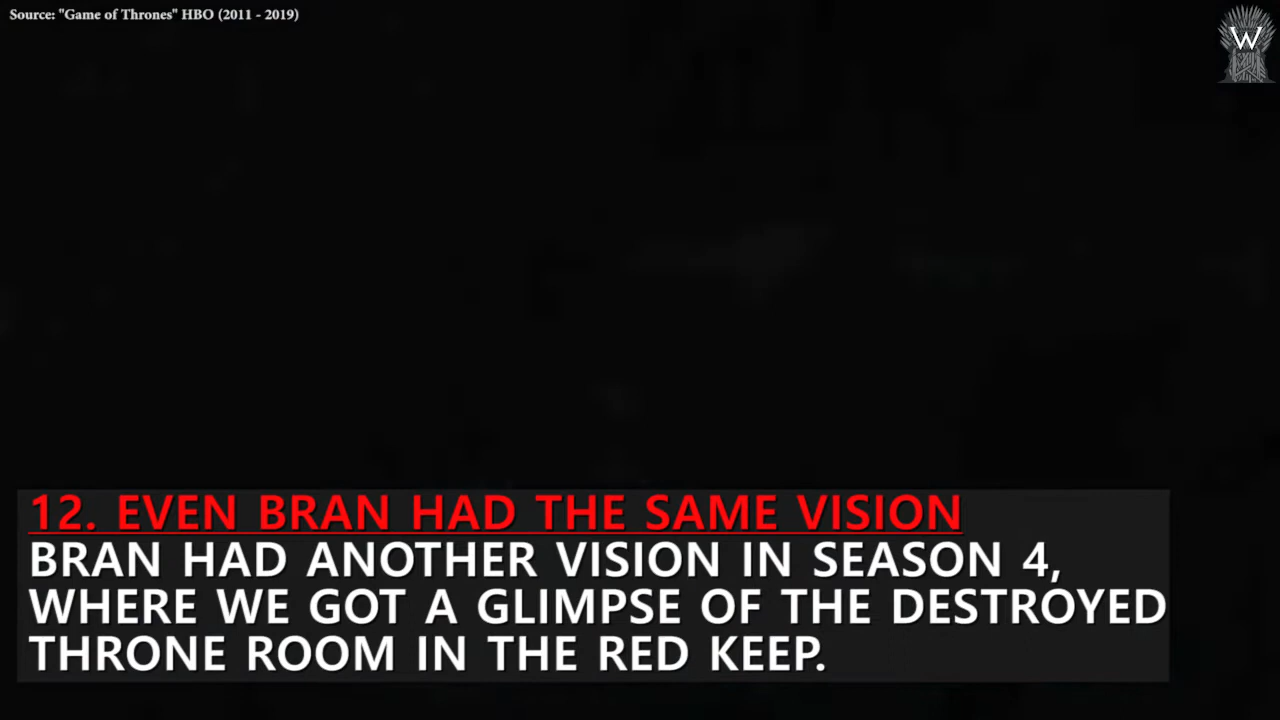 Source: "Game of Thrones" HBO (2011 - 2019)
W
12. EVEN BRAN HAD THE SAME VISION
BRAN HAD ANOTHER VISION IN SEASON 4,
WHERE WE GOT A GLIMPSE OF THE DESTROYED
THRONE ROOM IN THE RED KEEP.